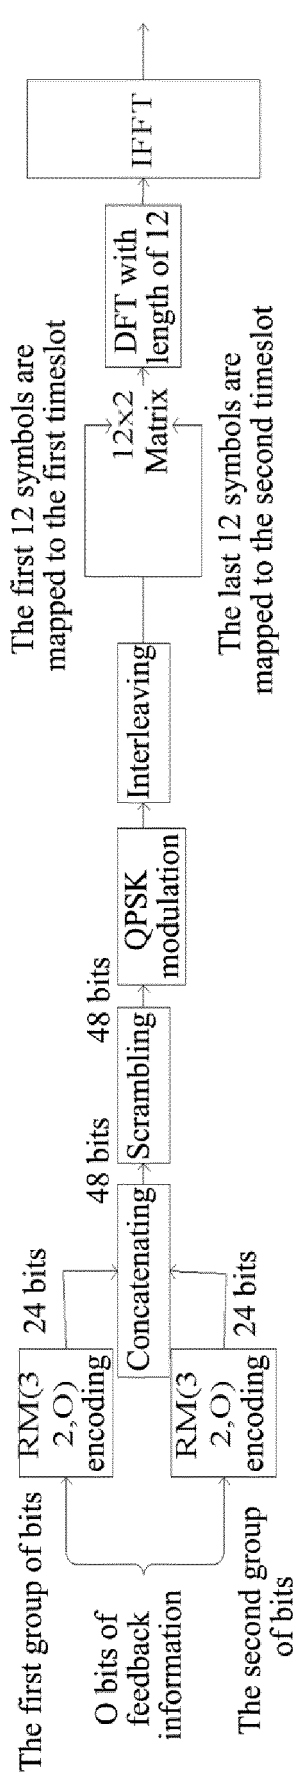 O bits of
feedback
information
The first group of bits
RM(3
2,O)
encoding
24 bits
The second group
of bits
RM(3
2,O)
encoding
24 bits
Concatenating
48 bits
Scrambling
48 bits
QPSK
modulation
Interleaving
The first 12 symbols are
mapped to the first timeslot
12x2
Matrix
The last 12 symbols are
mapped to the second timeslot
DFT with
length of 12
IFFT